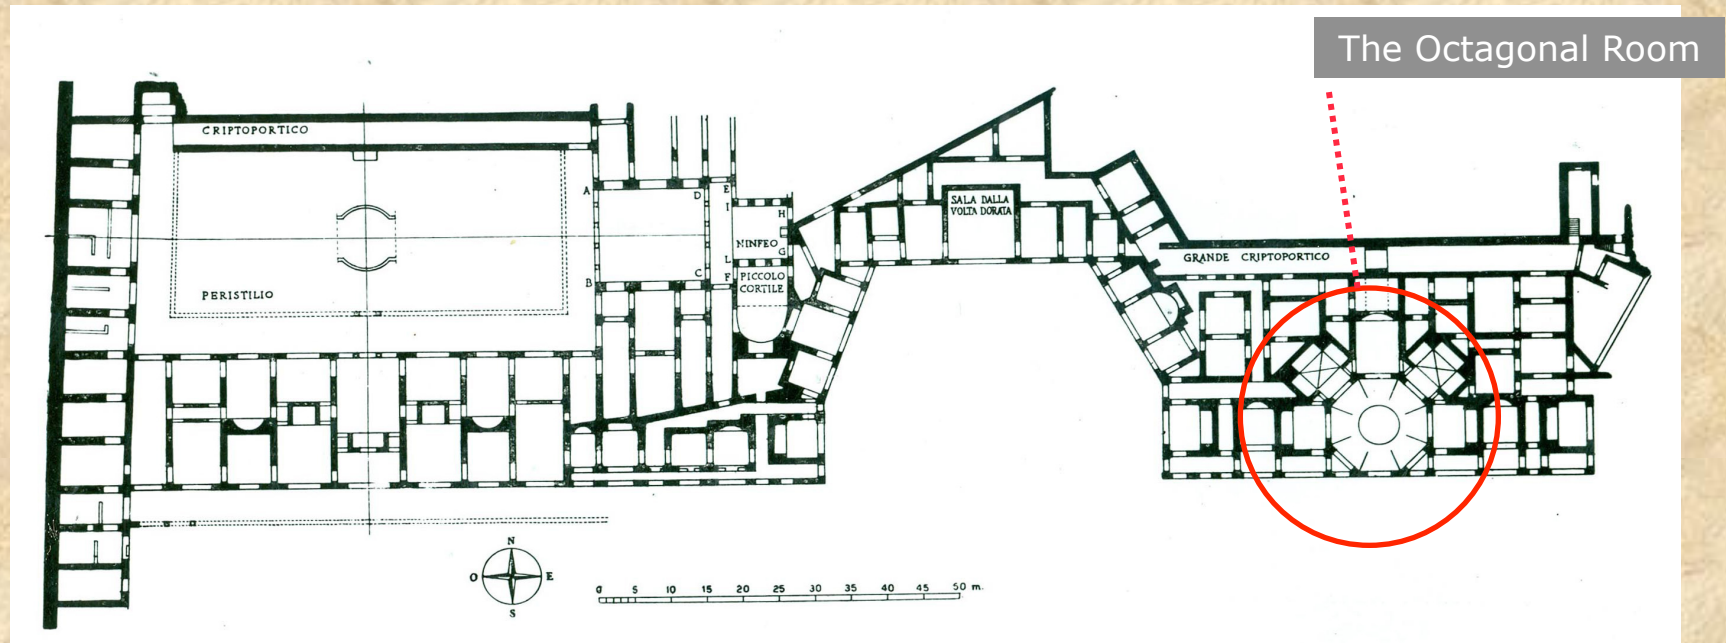 The Octagonal Room
CRIPTOPORTICO
A
D
E
I
H
SALA DALLA
VOLTA DORATA
NINFEO
G
L
GRANDE CRIPTOPORTICO
B
C
F
PICCOLO
CORTILE
PERISTILIO
N
O
E
S
0 5 10 15 20 25 30 35 40 45 50 m.